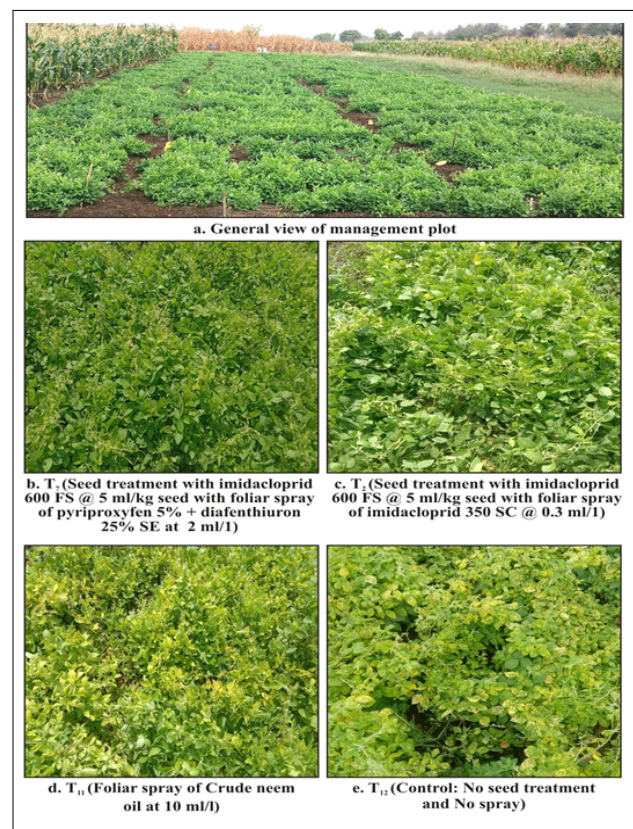 a. General view of management plot
b. T₇ (Seed treatment with imidacloprid
600 FS @ 5 ml/kg seed with foliar spray
of pyriproxyfen 5% + diafenthiuron
25% SE at 2 ml/1)
c. T₂ (Seed treatment with imidacloprid
600 FS @ 5 ml/kg seed with foliar spray
of imidacloprid 350 SC @ 0.3 ml/1)
d. T₁₁ (Foliar spray of Crude neem
oil at 10 ml/l)
e. T₁₂ (Control: No seed treatment
and No spray)